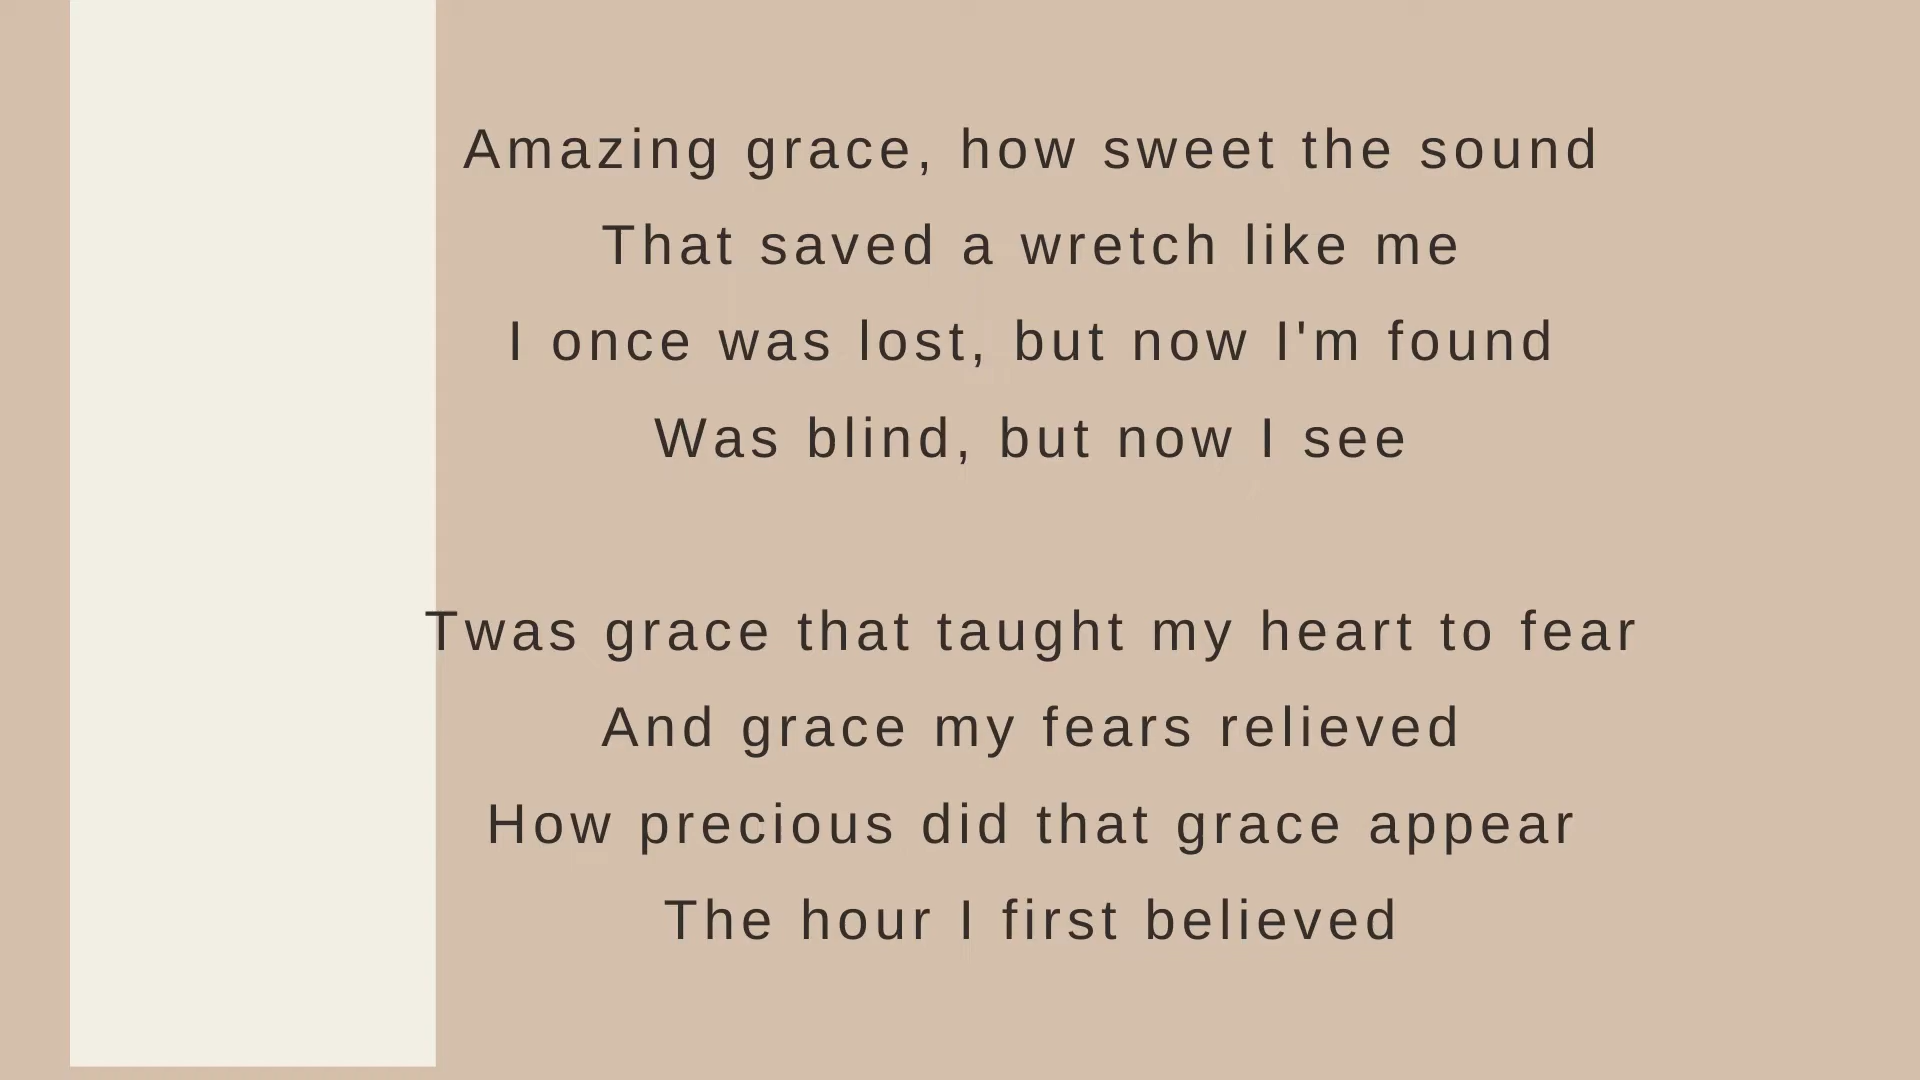 Amazing grace, how sweet the sound
That saved a wretch like me
I once was lost, but now I'm found
Was blind, but now I see
Twas grace that taught my heart to fear
And grace my fears relieved
How precious did that grace appear
The hour I first believed